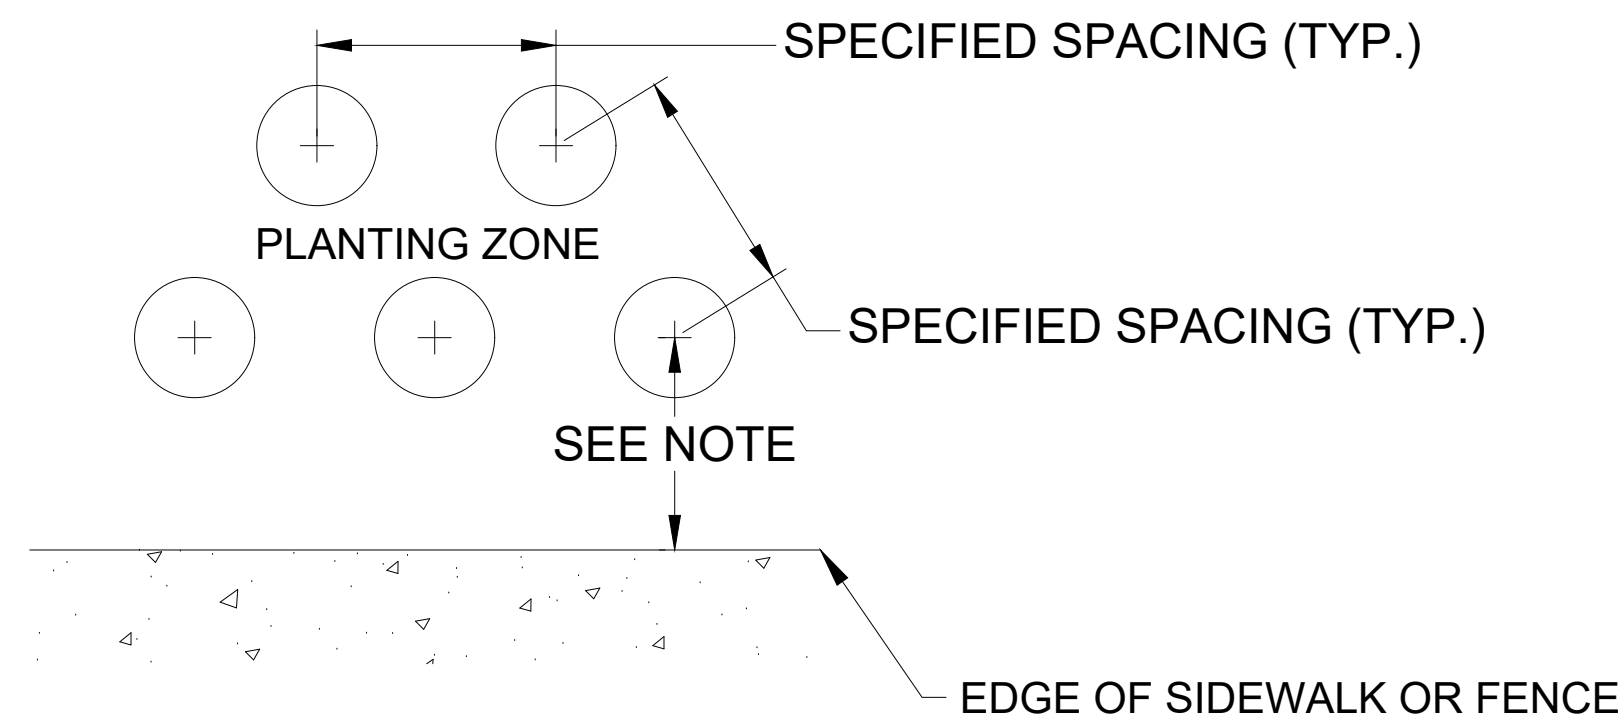 SPECIFIED SPACING (TYP.)
PLANTING ZONE
SPECIFIED SPACING (TYP.)
SEE NOTE
EDGE OF SIDEWALK OR FENCE